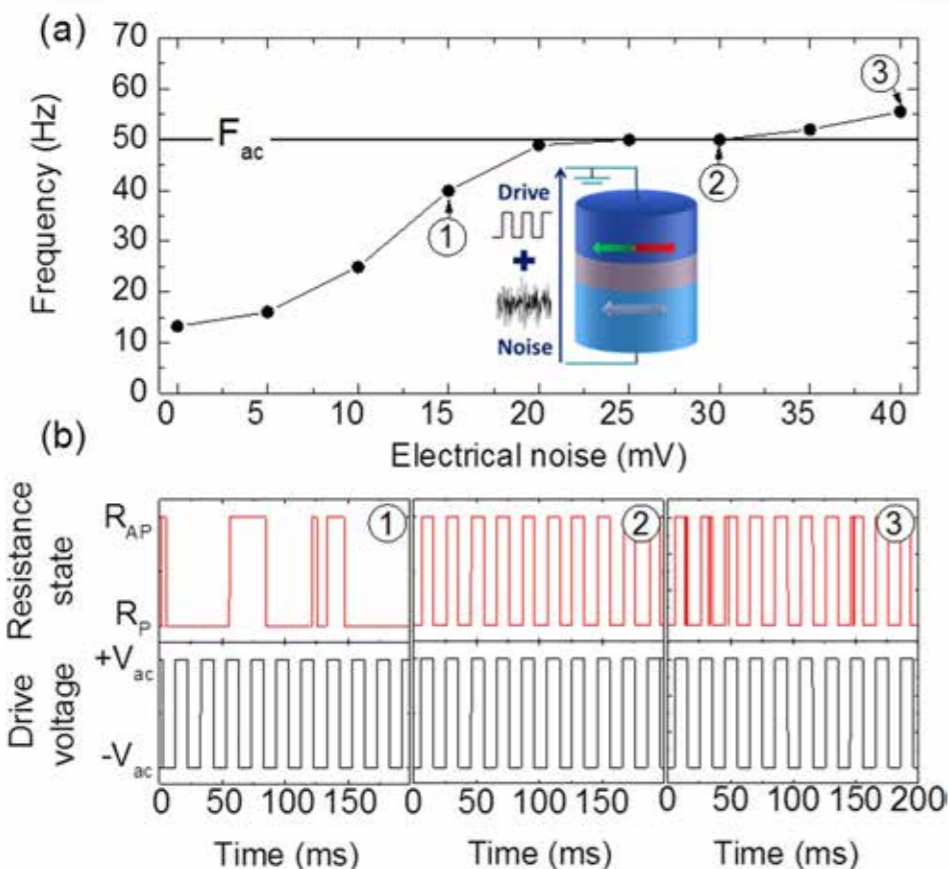 (a)
70
60
50
40
30
20
10
0
Frequency (Hz)
F ac
1
2
3
Drive
+
Noise
0 5 10 15 20 25 30 35 40
Electrical noise (mV)
(b)
Resistance
state
R AP
R P
1 2 3
Drive
voltage
+V ac
-V ac
0 50 100 150 0 50 100 150 0 50 100 150 200
Time (ms) Time (ms) Time (ms)